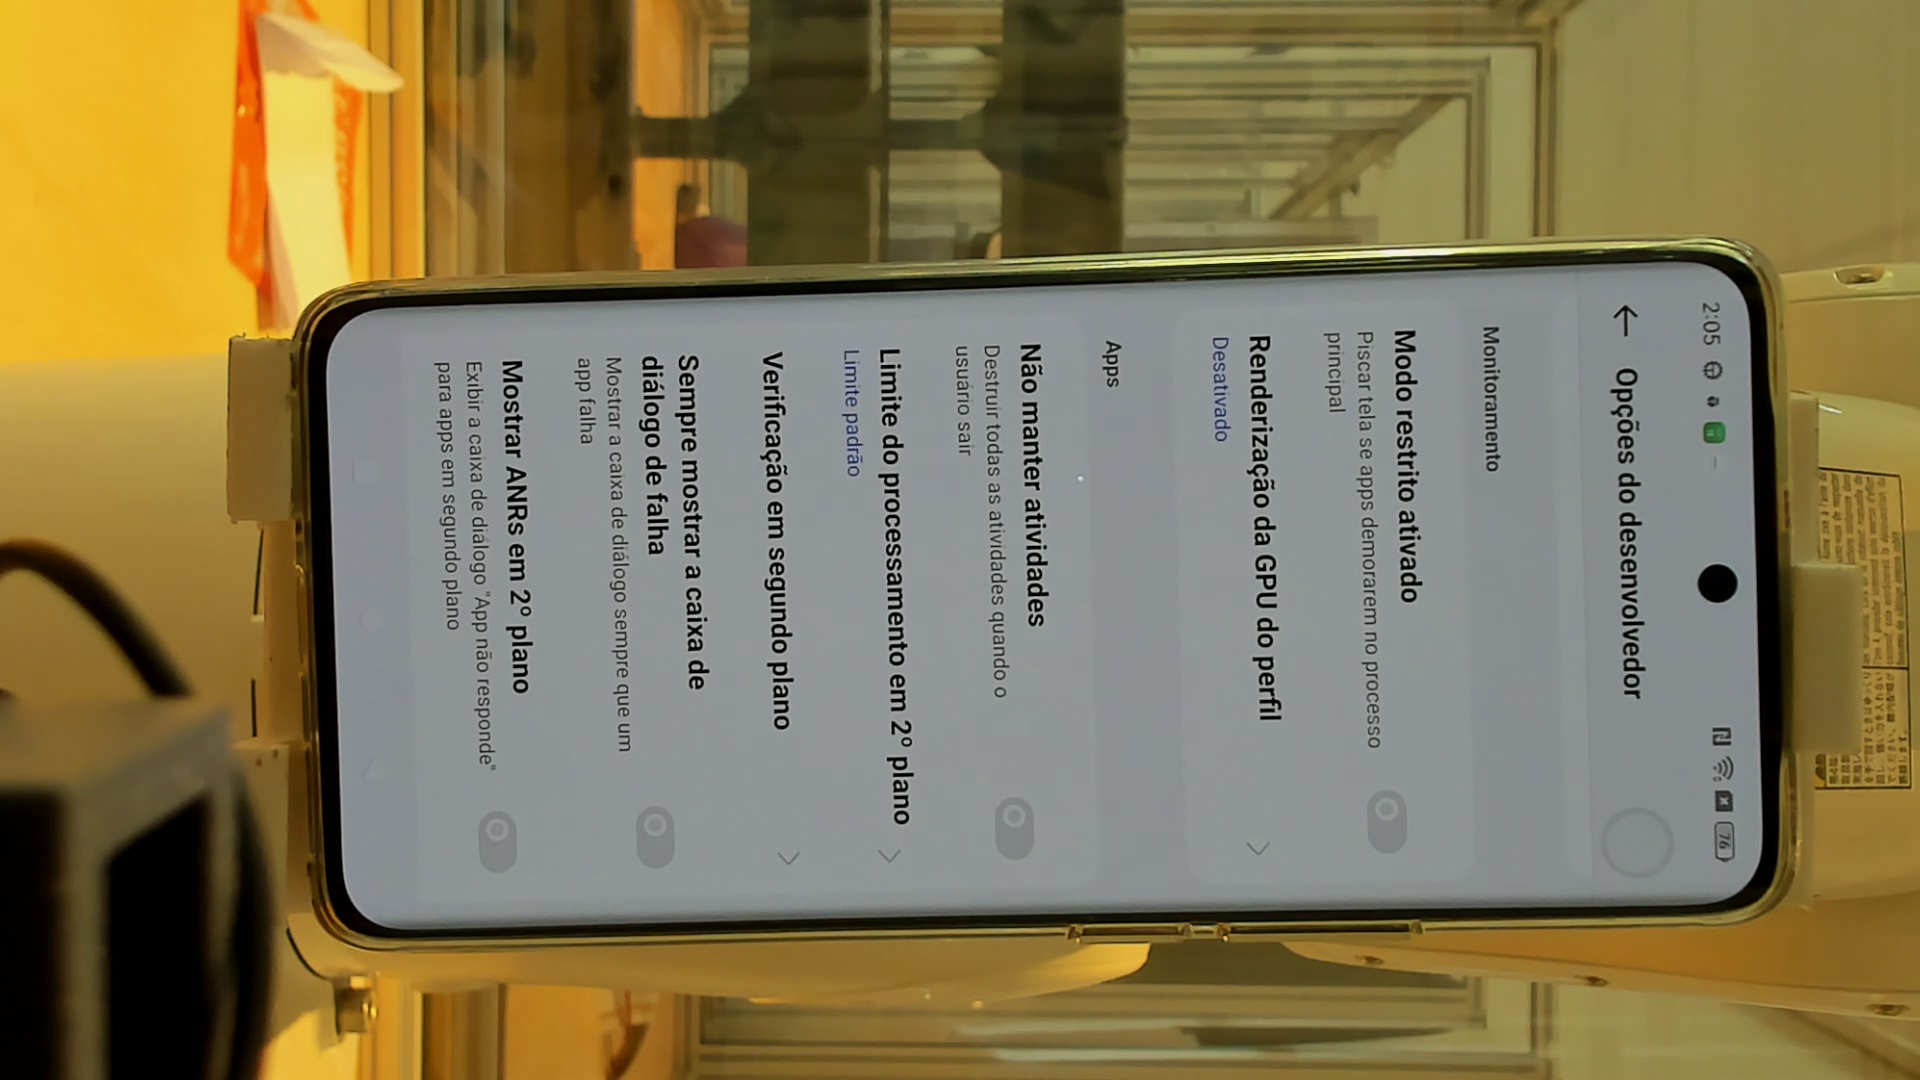 2:05
76
Opções do desenvolvedor
Monitoramento
Modo restrito ativado
Piscar tela se apps demorarem no processo
principal
Renderização da GPU do perfil
Desativado
Apps
Não manter atividades
Destruir todas as atividades quando o
usuário sair
Limite do processamento em 2º plano
Limite padrão
Verificação em segundo plano
Sempre mostrar a caixa de
diálogo de falha
Mostrar a caixa de diálogo sempre que um
app falha
Mostrar ANRs em 2º plano
Exibir a caixa de diálogo "App não responde"
para apps em segundo plano